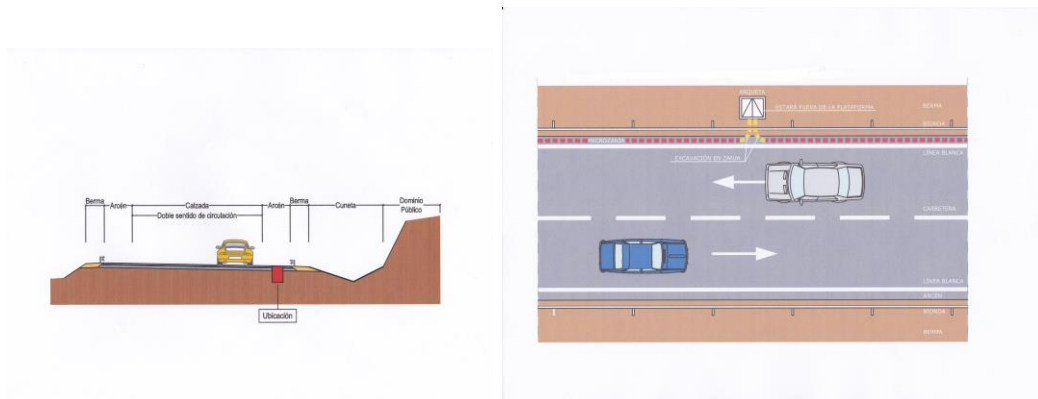 Berma
Arcén
Calzada
Arcén
Berma
Cuneta
Dominio
Público
Doble sentido de circulación
Ubicación
ARQUETA
ESTARÁ FUERA DE LA PLATAFORMA
BERMA
BIONDA
EXCAVACIÓN EN ZANJA
LÍNEA BLANCA
CARRETERA
LÍNEA BLANCA
ARCÉN
BIONDA
BERMA